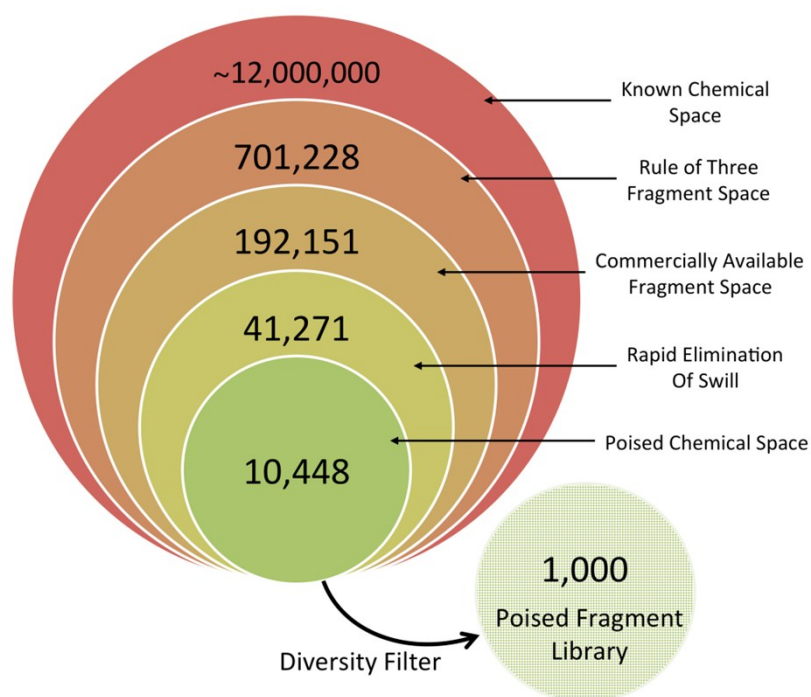 ~12,000,000
Known Chemical
Space
701,228
Rule of Three
Fragment Space
192,151
Commercially Available
Fragment Space
41,271
Rapid Elimination
Of Swill
Poised Chemical Space
10,448
1,000
Poised Fragment
Library
Diversity Filter